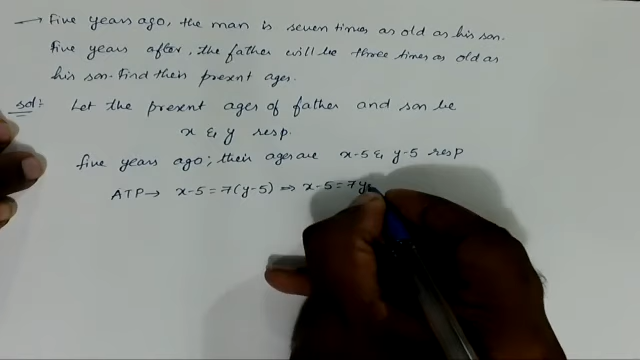 → Five years ago, the man is seven times as old as his son.
Five years after, the father will be three times as old as
his son. Find their present ages.
Sol: Let the present ages of father and son be
x & y resp.
five years ago; their ages are x-5 & y-5 resp
ATP→ x-5=7(y-5) ⇒ x-5=7y